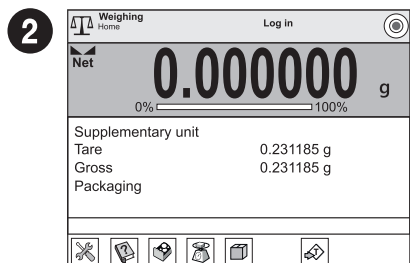 2
Weighing
Home
Log in
Net
0.000000 g
0% 100%
Supplementary unit
Tare 0.231185 g
Gross 0.231185 g
Packaging
?
T